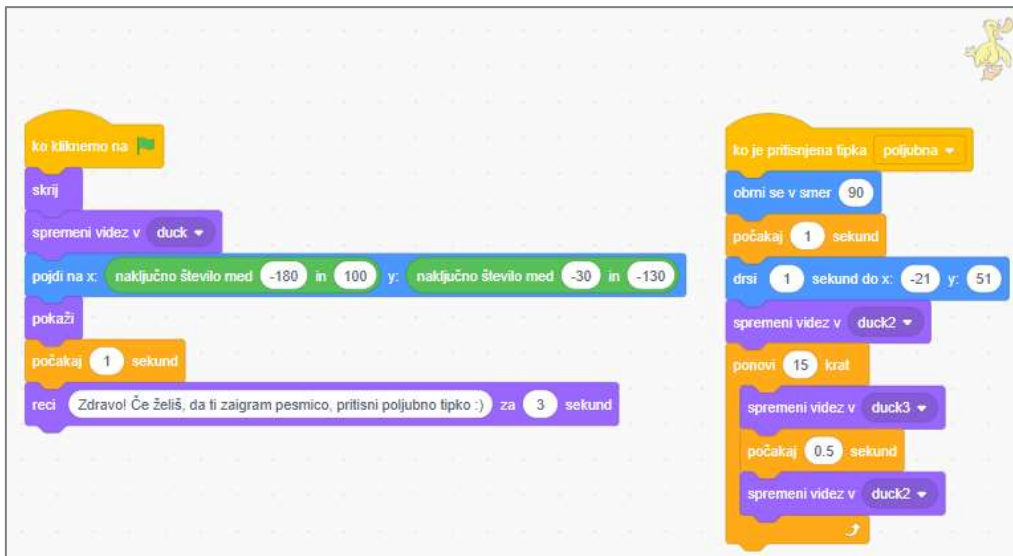 ko kliknemo na
skrij
spremeni videz v duck
pojdi na x: naključno število med -180 in 100 y: naključno število med -30 in -130
pokaži
počakaj 1 sekund
reci Zdravo! Če želiš, da ti zaigram pesmico, pritisni poljubno tipko :) za 3 sekund
ko je pritisnjena tipka poljubna
obrni se v smer 90
počakaj 1 sekund
drsi 1 sekund do x: -21 y: 51
spremeni videz v duck2
ponovi 15 krat
spremeni videz v duck3
počakaj 0.5 sekund
spremeni videz v duck2